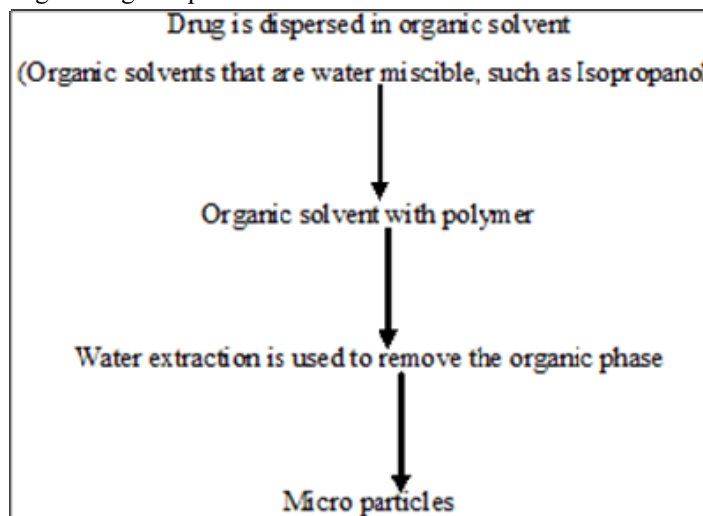 Drug is dispersed in organic solvent
(Organic solvents that are water miscible, such as Isopropanol
Organic solvent with polymer
Water extraction is used to remove the organic phase
Micro particles